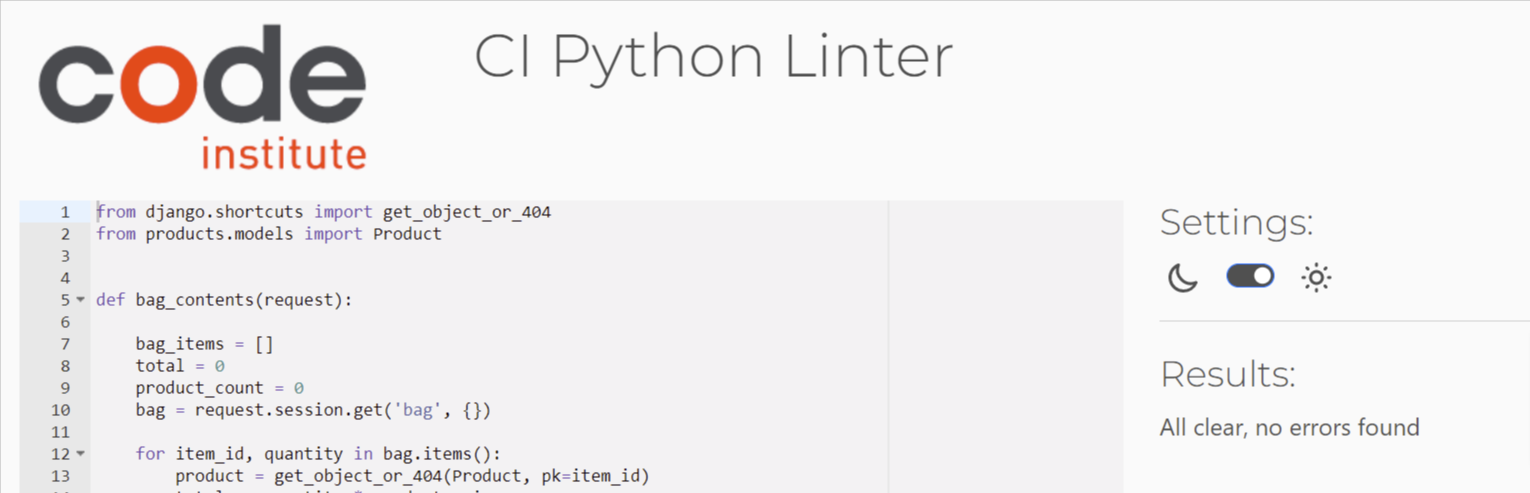 code
institute
CI Python Linter
1 from django.shortcuts import get_object_or_404
2 from products.models import Product
3
4
5 def bag_contents(request):
6
7     bag_items = []
8     total = 0
9     product_count = 0
10     bag = request.session.get('bag', {})
11
12     for item_id, quantity in bag.items():
13         product = get_object_or_404(Product, pk=item_id)
Settings:
Results:
All clear, no errors found